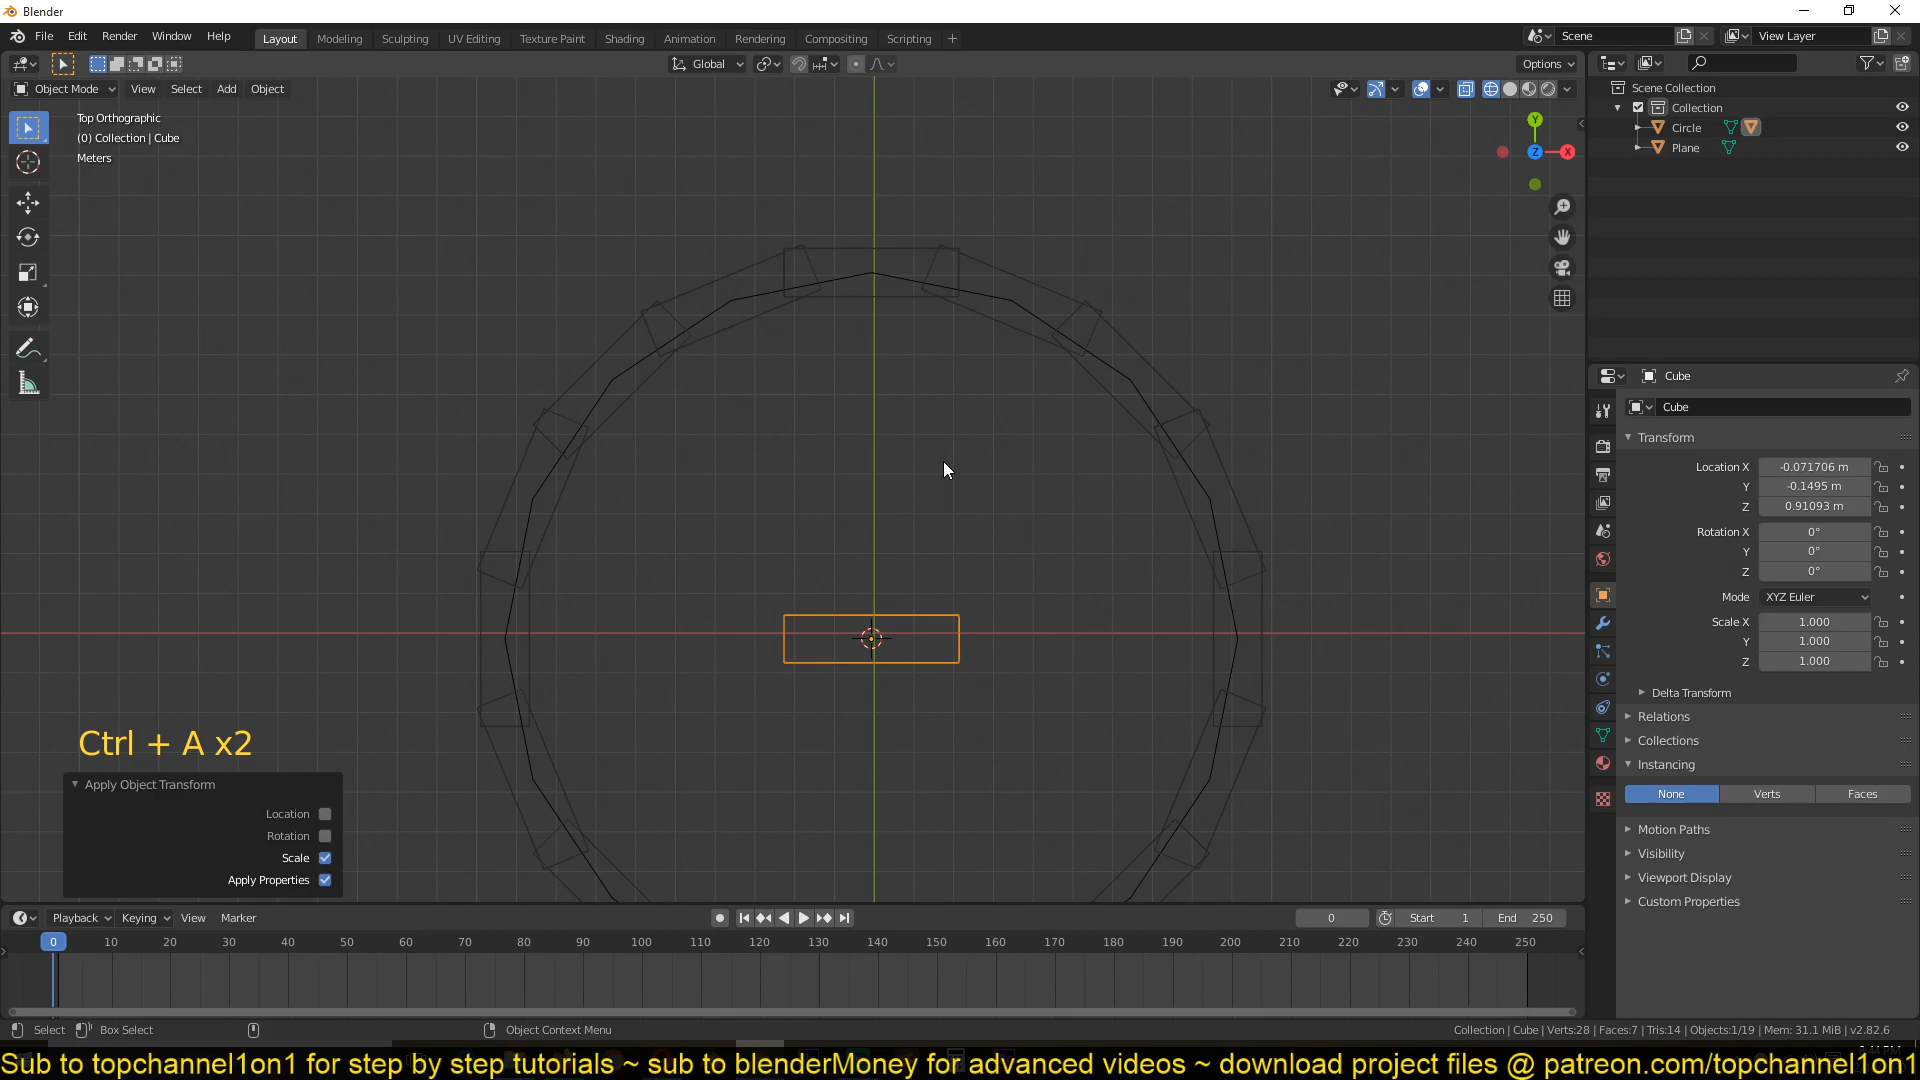 Blender
File Edit Render Window Help
Layout Modeling Sculpting UV Editing Texture Paint Shading Animation Rendering Compositing Scripting +
Scene
View Layer
Global
Options
Object Mode View Select Add Object
Top Orthographic
(0) Collection | Cube
Meters
Y
Z
X
Scene Collection
Collection
Circle
Plane
Cube
Cube
Transform
Location X -0.071706 m
Y -0.1495 m
Z 0.91093 m
Rotation X 0°
Y 0°
Z 0°
Mode XYZ Euler
Scale X 1.000
Y 1.000
Z 1.000
Delta Transform
Relations
Collections
Instancing
None Verts Faces
Motion Paths
Visibility
Viewport Display
Custom Properties
Ctrl + A x2
Apply Object Transform
Location
Rotation
Scale
Apply Properties
Playback Keying View Marker
0 Start 1 End 250
0 10 20 30 40 50 60 70 80 90 100 110 120 130 140 150 160 170 180 190 200 210 220 230 240 250
Select Box Select Object Context Menu
Collection | Cube | Verts:28 | Faces:7 | Tris:14 | Objects:1/19 | Mem: 31.1 MiB | v2.82.6
Sub to topchannel1on1 for step by step tutorials ~ sub to blenderMoney for advanced videos ~ download project files @ patreon.com/topchannel1on1